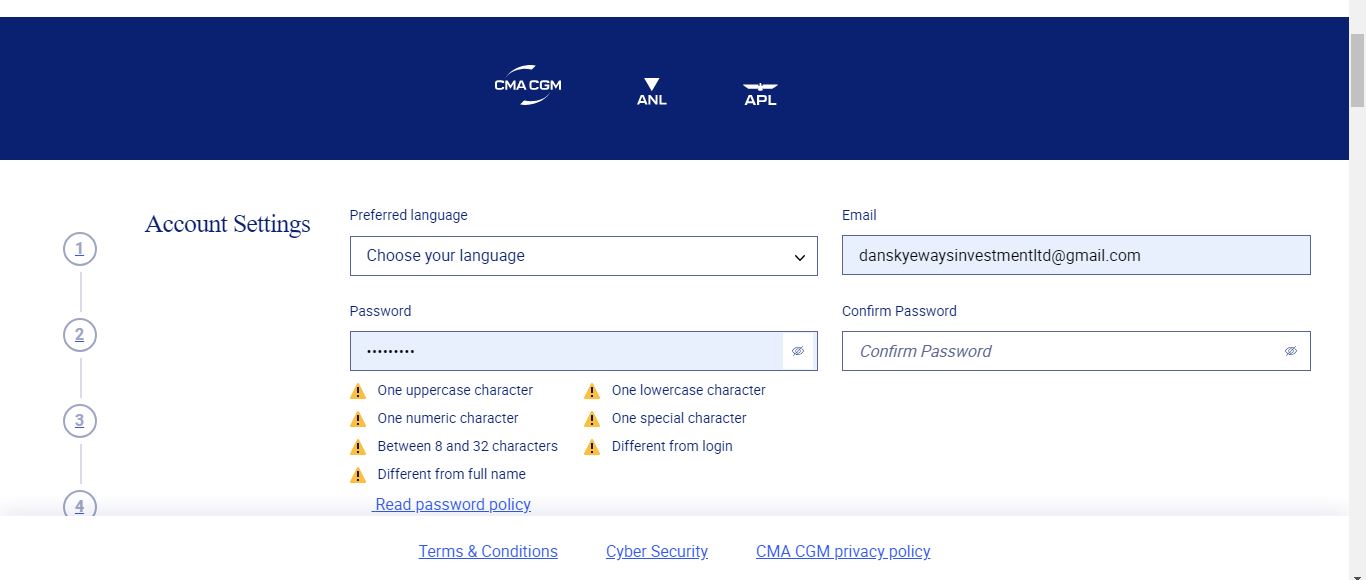 CMA CGM
ANL
APL
Account Settings
Preferred language
Email
Choose your language
danskyewaysinvestmentltd@gmail.com
Password
Confirm Password
•••••••••
Confirm Password
One uppercase character
One lowercase character
One numeric character
One special character
Between 8 and 32 characters
Different from login
Different from full name
Read password policy
1
2
3
4
Terms & Conditions
Cyber Security
CMA CGM privacy policy